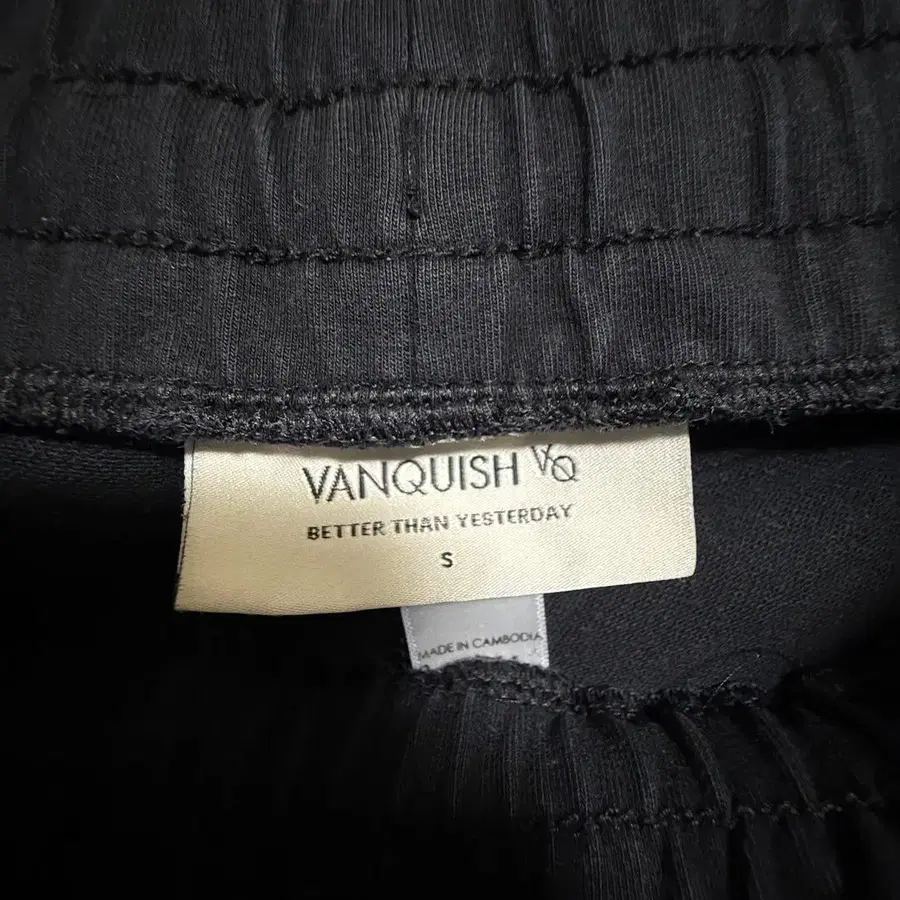 VANQUISH VQ
BETTER THAN YESTERDAY
S
MADE IN CAMBODIA